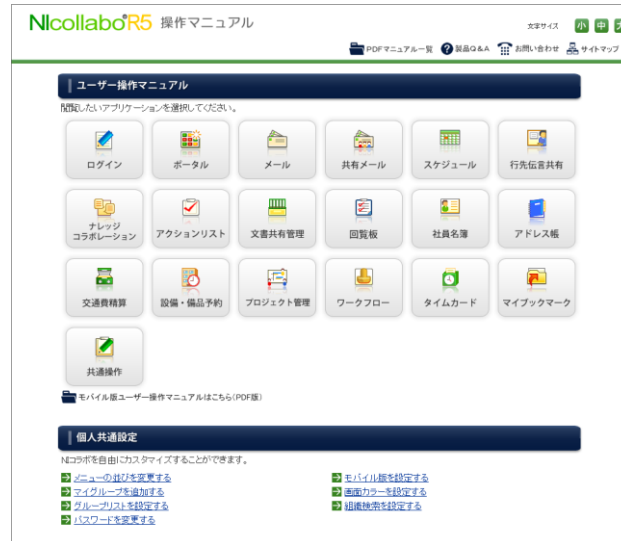 NIcollabo R5 操作マニュアル
文字サイズ 小 中
PDFマニュアル一覧 製品Q&A お問い合わせ サイトマップ
ユーザー操作マニュアル
閲覧したいアプリケーションを選択してください。
ログイン
ポータル
メール
共有メール
スケジュール
行先伝言共有
ナレッジ
コラボレーション
アクションリスト
文書共有管理
回覧板
社員名簿
アドレス帳
交通費精算
設備・備品予約
プロジェクト管理
ワークフロー
タイムカード
マイブックマーク
共通操作
モバイル版ユーザー操作マニュアルはこちら(PDF版)
個人共通設定
NIコラボを自由にカスタマイズすることができます。
メニューの並びを変更する
モバイル版を設定する
マイグループを追加する
画面カラーを設定する
グループリストを設定する
組織検索を設定する
パスワードを変更する